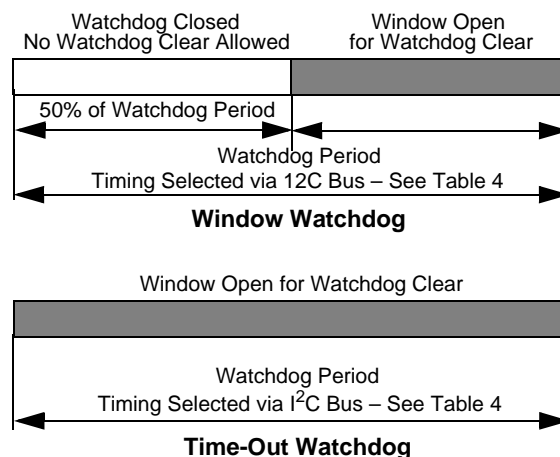 Watchdog Closed
No Watchdog Clear Allowed
Window Open
for Watchdog Clear
50% of Watchdog Period
Watchdog Period
Timing Selected via 12C Bus – See Table 4
Window Watchdog
Window Open for Watchdog Clear
Watchdog Period
Timing Selected via I²C Bus – See Table 4
Time-Out Watchdog